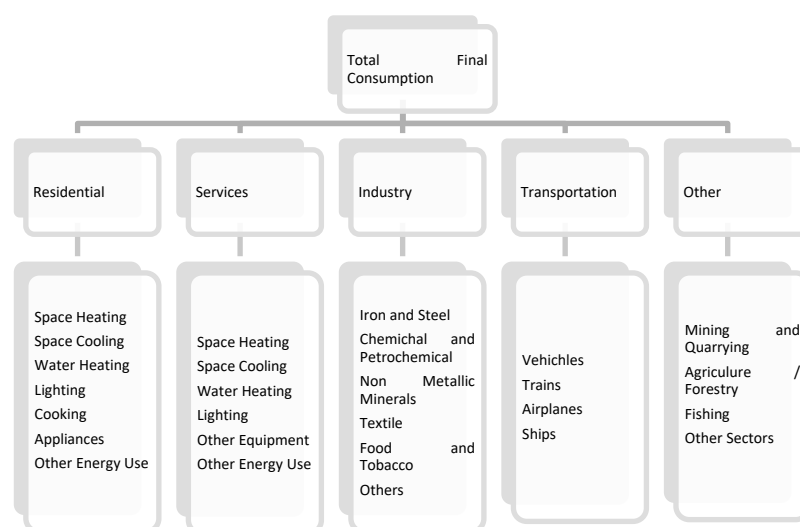 Total Final
Consumption
Residential
Services
Industry
Transportation
Other
Space Heating
Space Cooling
Water Heating
Lighting
Cooking
Appliances
Other Energy Use
Space Heating
Space Cooling
Water Heating
Lighting
Other Equipment
Other Energy Use
Iron and Steel
Chemichal and
Petrochemical
Non Metallic
Minerals
Textile
Food and
Tobacco
Others
Vehichles
Trains
Airplanes
Ships
Mining and
Quarrying
Agriculure /
Forestry
Fishing
Other Sectors